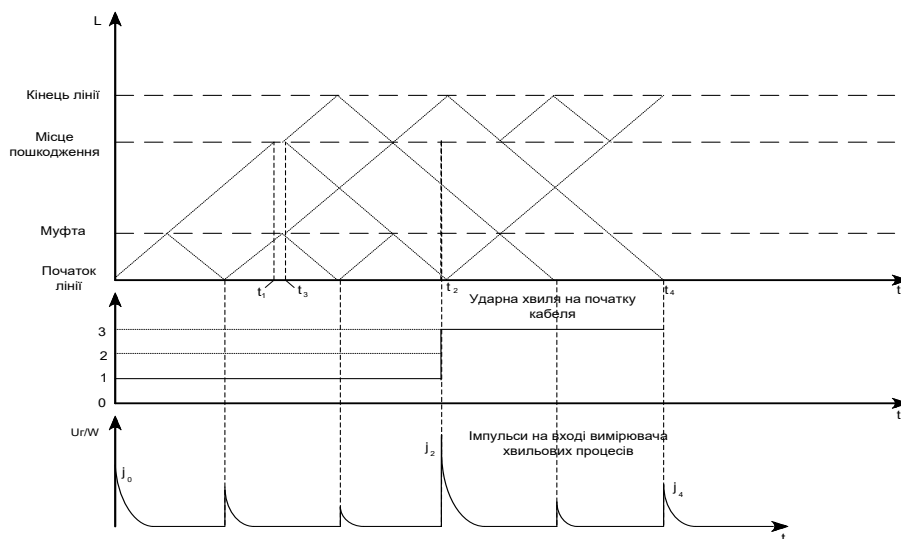 L
Кінець лінії
Місце
пошкодження
Муфта
Початок
лінії
t₁
t₃
t₂
t₄
t
Ударна хвиля на початку
кабеля
3
2
1
0
t
Ur/W
Імпульси на вході вимірювача
хвильових процесів
j₀
j₂
j₄
t